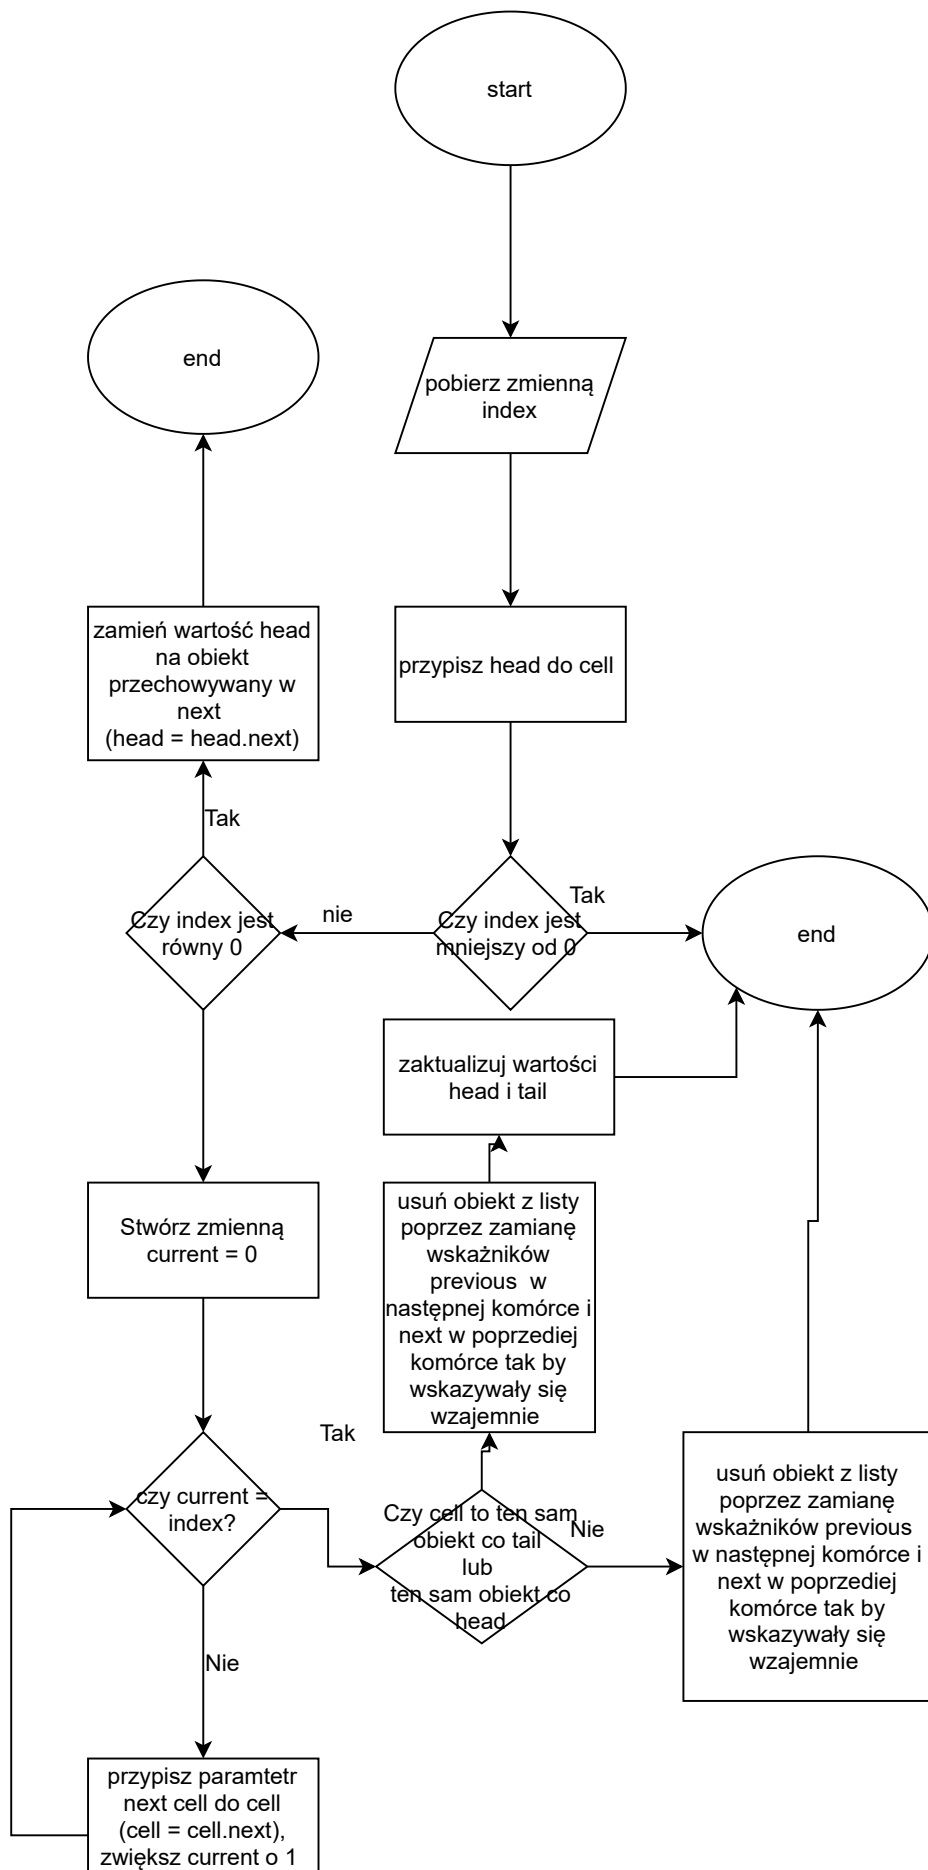 start
pobierz zmienną
index
przypisz head do cell
Czy index jest
mniejszy od 0
Tak
end
nie
Czy index jest
równy 0
Tak
zamień wartość head
na obiekt
przechowywany w
next
(head = head.next)
end
Stwórz zmienną
current = 0
czy current =
index?
Nie
przypisz paramtetr
next cell do cell
(cell = cell.next),
zwiększ current o 1
Tak
Czy cell to ten sam
obiekt co tail
lub
ten sam obiekt co
head
usuń obiekt z listy
poprzez zamianę
wskażników
previous w
następnej komórce i
next w poprzediej
komórce tak by
wskazywały się
wzajemnie
zaktualizuj wartości
head i tail
Nie
usuń obiekt z listy
poprzez zamianę
wskażników previous
w następnej komórce i
next w poprzediej
komórce tak by
wskazywały się
wzajemnie